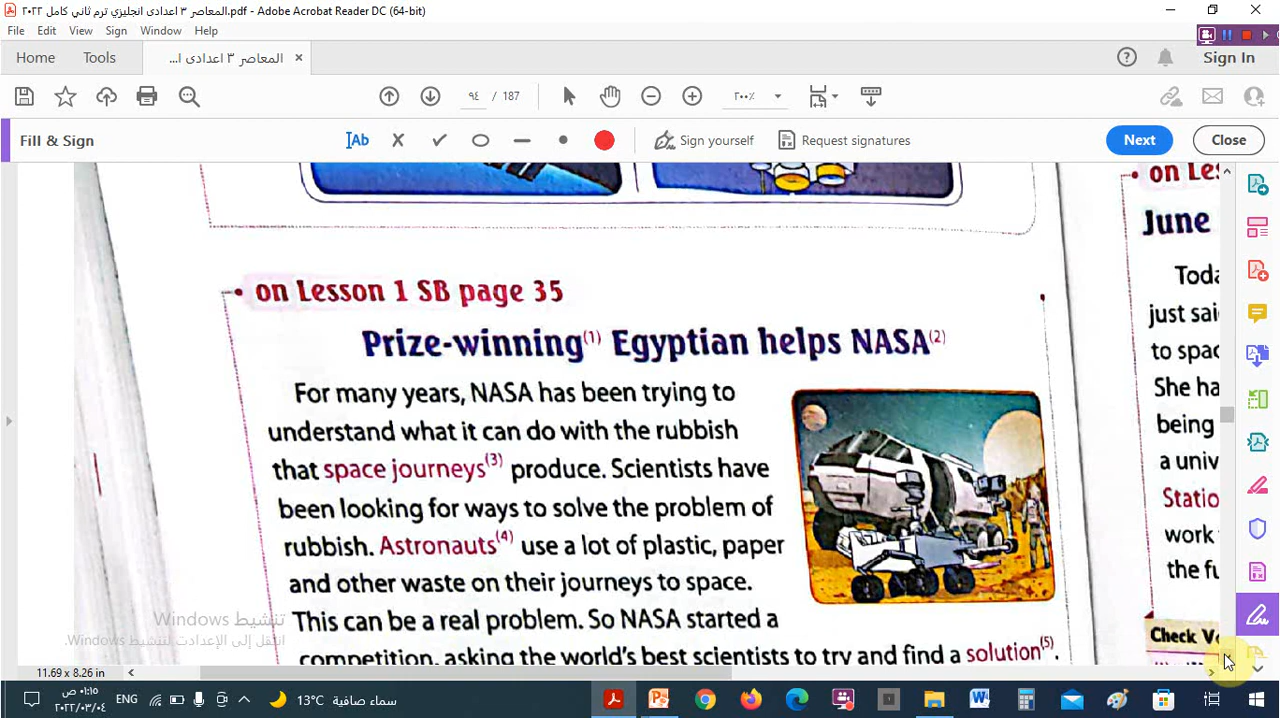 المعاصر ٣ اعدادى انجليزي ترم ثاني كامل ٢٠٢٢.pdf - Adobe Acrobat Reader DC (64-bit)
File Edit View Sign Window Help
Home Tools المعاصر ٣ اعدادى ا... × Sign In
٩٤ / 187 ٢٠٠٪
Fill & Sign Ab Sign yourself Request signatures Next Close
on Lesson 1 SB page 35
Prize-winning(1) Egyptian helps NASA(2)
For many years, NASA has been trying to
understand what it can do with the rubbish
that space journeys(3) produce. Scientists have
been looking for ways to solve the problem of
rubbish. Astronauts(4) use a lot of plastic, paper
and other waste on their journeys to space.
This can be a real problem. So NASA started a
competition, asking the world's best scientists to try and find a solution(5).
on Les
June
Toda
just sai
to spac
She ha
being
a univ
Statio
work
the fu
Check Vo
تنشيط Windows
انتقل إلى الإعدادات لتنشيط Windows.
11.69 x 8.26 in
ENG ٠١:١٥ ص
٢٠٢٢/٠٣/٠٤
13°C سماء صافية